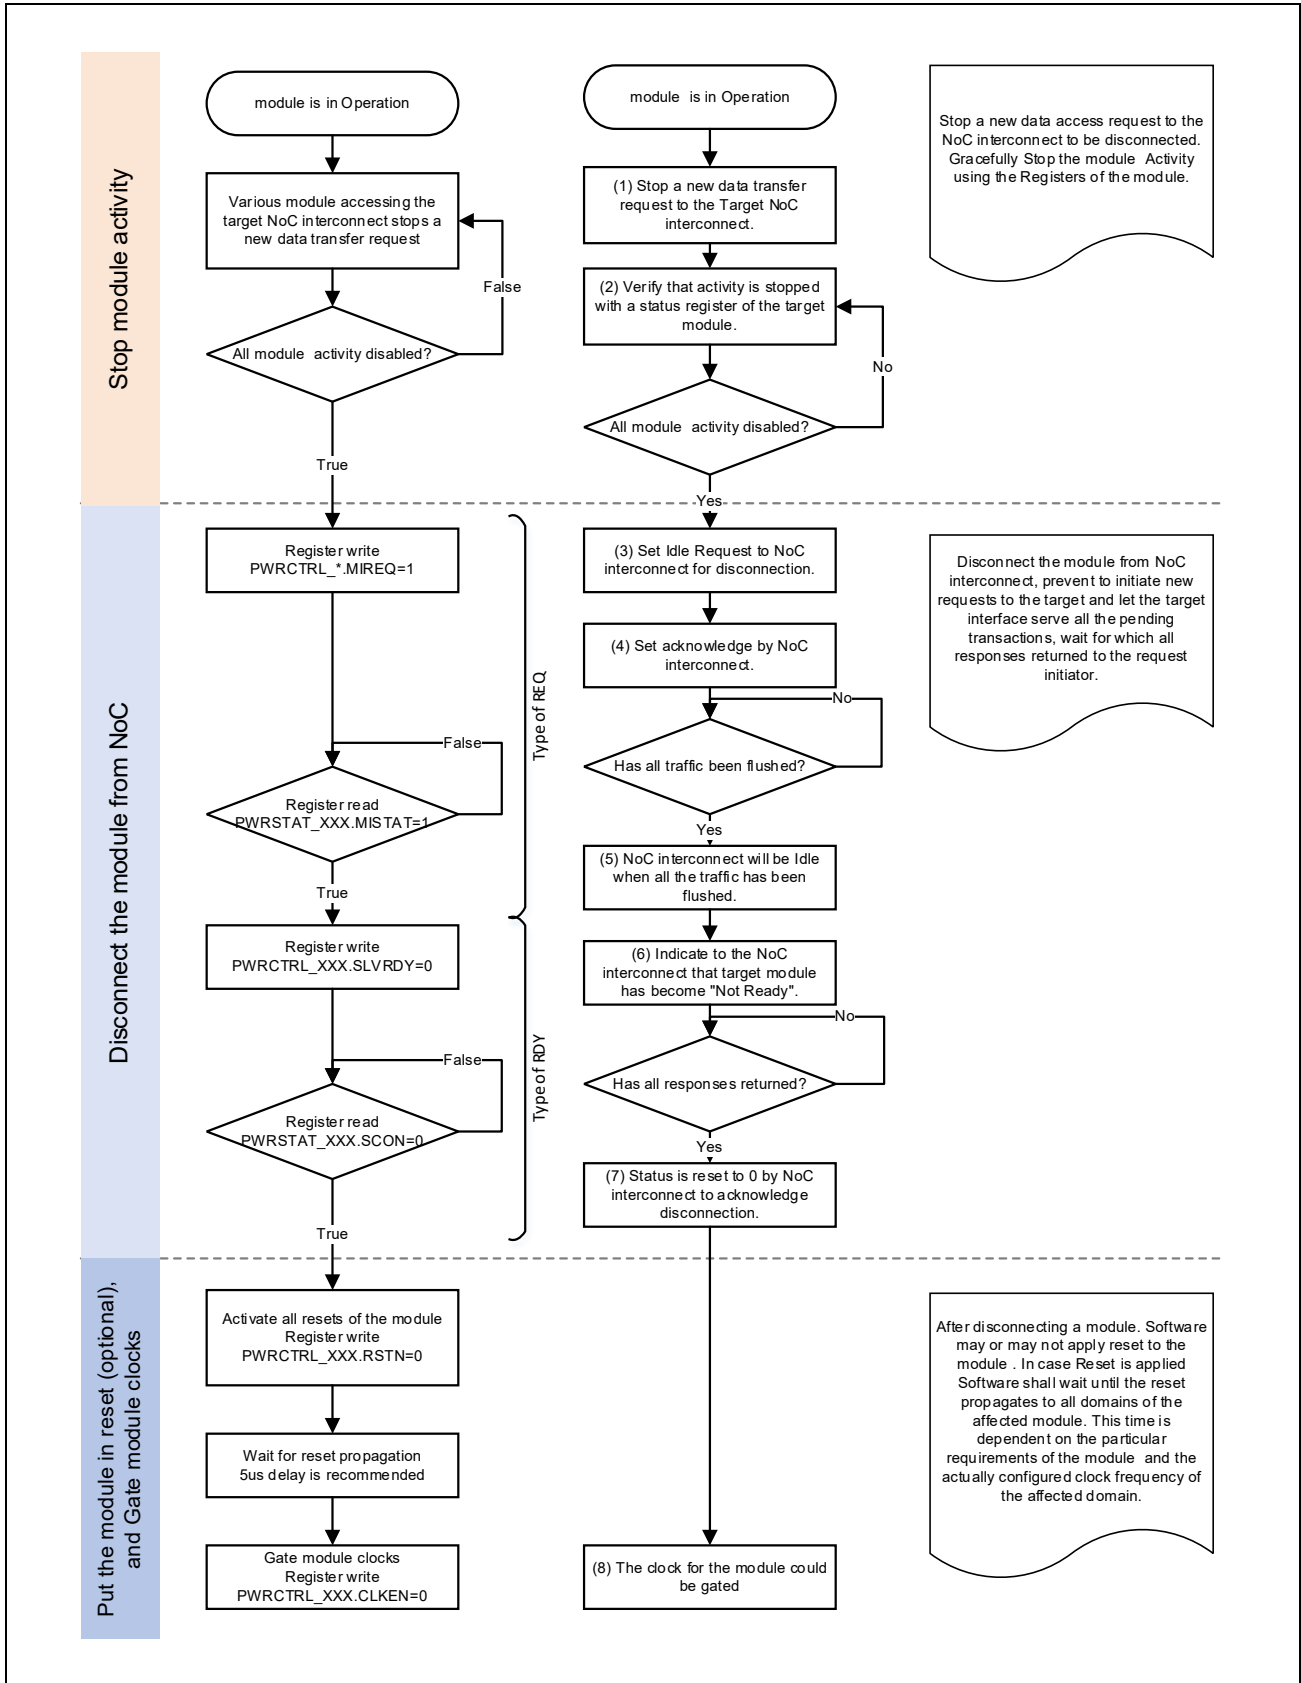 Stop module activity
module is in Operation
Various module accessing the
target NoC interconnect stops a
new data transfer request
False
All module activity disabled?
True
module is in Operation
(1) Stop a new data transfer
request to the Target NoC
interconnect.
(2) Verify that activity is stopped
with a status register of the target
module.
No
All module activity disabled?
Yes
Stop a new data access request to the
NoC interconnect to be disconnected.
Gracefully Stop the module Activity
using the Registers of the module.
Disconnect the module from NoC
Register write
PWRCTRL_*.MIREQ=1
False
Register read
PWRSTAT_XXX.MISTAT=1
True
Register write
PWRCTRL_XXX.SLVRDY=0
False
Register read
PWRSTAT_XXX.SCON=0
True
Type of REQ
Type of RDY
(3) Set Idle Request to NoC
interconnect for disconnection.
(4) Set acknowledge by NoC
interconnect.
No
Has all traffic been flushed?
Yes
(5) NoC interconnect will be Idle
when all the traffic has been
flushed.
(6) Indicate to the NoC
interconnect that target module
has become "Not Ready".
No
Has all responses returned?
Yes
(7) Status is reset to 0 by NoC
interconnect to acknowledge
disconnection.
Disconnect the module from NoC
interconnect, prevent to initiate new
requests to the target and let the target
interface serve all the pending
transactions, wait for which all
responses returned to the request
initiator.
Put the module in reset (optional),
and Gate module clocks
Activate all resets of the module
Register write
PWRCTRL_XXX.RSTN=0
Wait for reset propagation
5us delay is recommended
Gate module clocks
Register write
PWRCTRL_XXX.CLKEN=0
(8) The clock for the module could
be gated
After disconnecting a module. Software
may or may not apply reset to the
module . In case Reset is applied
Software shall wait until the reset
propagates to all domains of the
affected module. This time is
dependent on the particular
requirements of the module and the
actually configured clock frequency of
the affected domain.